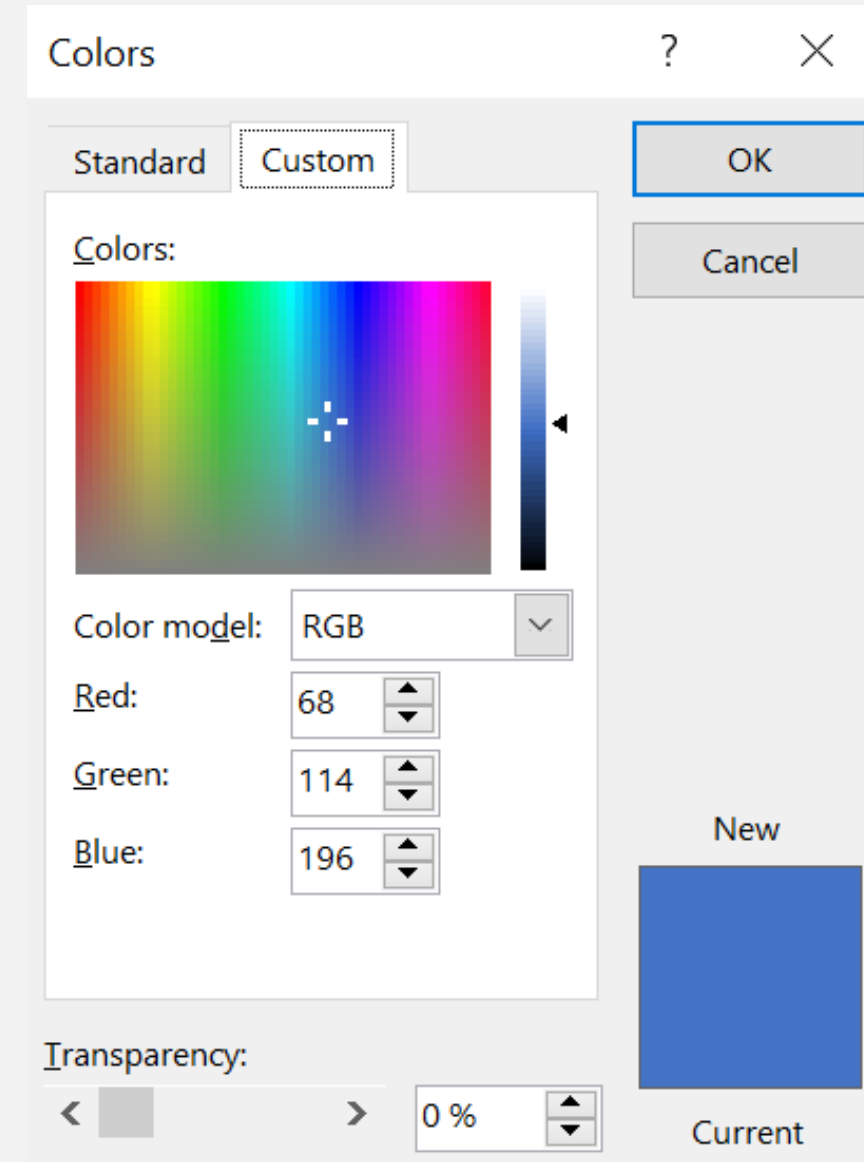 Colors ?
Standard Custom OK
Colors: Cancel
Color model: RGB
Red: 68
Green: 114
Blue: 196
New
Transparency:
0 %
Current